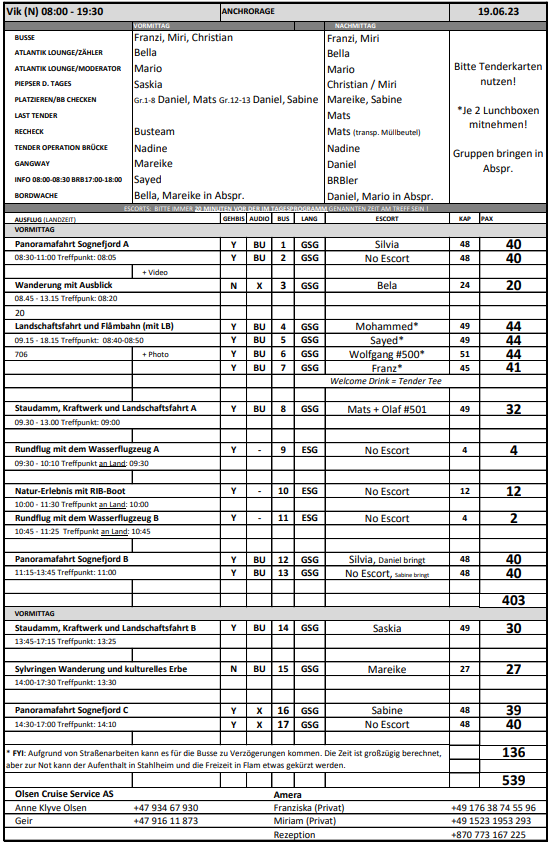 Vik (N) 08:00 - 19:30 ANCHRORAGE 19.06.23
VORMITTAG NACHMITTAG
BUSSE Franzi, Miri, Christian Franzi, Miri
ATLANTIK LOUNGE/ZÄHLER Bella Bella
ATLANTIK LOUNGE/MODERATOR Mario Mario
PIEPSER D. TAGES Saskia Christian / Miri
PLATZIEREN/BB CHECKEN Gr.1-8 Daniel, Mats Gr.12-13 Daniel, Sabine Mareike, Sabine
LAST TENDER Mats
RECHECK Busteam Mats (transp. Müllbeutel)
TENDER OPERATION BRÜCKE Nadine Nadine
GANGWAY Mareike Daniel
INFO 08:00-08:30 BRB17:00-18:00 Sayed BRBler
BORDWACHE Bella, Mareike in Abspr. Daniel, Mario in Abspr.
Bitte Tenderkarten
nutzen!
*Je 2 Lunchboxen
mitnehmen!
Gruppen bringen in
Abspr.
ESCORTS: BITTE IMMER 20 MINUTEN VOR DER IM TAGESPROGRAMM GENANNTEN ZEIT AM TREFF SEIN !
AUSFLUG (LANDZEIT) GEHBIS AUDIO BUS LANG ESCORT KAP PAX
VORMITTAG
Panoramafahrt Sognefjord A Y BU 1 GSG Silvia 48 40
08:30-11:00 Treffpunkt: 08:05 Y BU 2 GSG No Escort 48 40
+ Video
Wanderung mit Ausblick N X 3 GSG Bela 24 20
08.45 - 13.15 Treffpunk: 08:20
20
Landschaftsfahrt und Flåmbahn (mit LB) Y BU 4 GSG Mohammed* 49 44
09.15 - 18.15 Treffpunk: 08:40-08:50 Y BU 5 GSG Sayed* 49 44
706 + Photo Y BU 6 GSG Wolfgang #500* 51 44
Y BU 7 GSG Franz* 45 41
Welcome Drink = Tender Tee
Staudamm, Kraftwerk und Landschaftsfahrt A Y BU 8 GSG Mats + Olaf #501 49 32
09.30 - 13.00 Treffpunk: 09:00
Rundflug mit dem Wasserflugzeug A Y - 9 ESG No Escort 4 4
09:30 - 10:10 Treffpunkt an Land: 09:30
Natur-Erlebnis mit RIB-Boot Y - 10 ESG No Escort 12 12
10:00 - 11:30 Treffpunkt an Land: 10:00
Rundflug mit dem Wasserflugzeug B Y - 11 ESG No Escort 4 2
10:45 - 11:25 Treffpunkt an Land: 10:45
Panoramafahrt Sognefjord B Y BU 12 GSG Silvia, Daniel bringt 48 40
11:15-13:45 Treffpunkt: 11:00 Y BU 13 GSG No Escort, Sabine bringt 48 40
403
VORMITTAG
Staudamm, Kraftwerk und Landschaftsfahrt B Y BU 14 GSG Saskia 49 30
13:45-17:15 Treffpunkt: 13:25
Sylvringen Wanderung und kulturelles Erbe N BU 15 GSG Mareike 27 27
14:00-17:30 Treffpunkt: 13:30
Panoramafahrt Sognefjord C Y X 16 GSG Sabine 48 39
14:30-17:00 Treffpunkt: 14:10 Y X 17 GSG No Escort 48 40
* FYI: Aufgrund von Straßenarbeiten kann es für die Busse zu Verzögerungen kommen. Die Zeit ist großzügig berechnet, 136
aber zur Not kann der Aufenthalt in Stahlheim und die Freizeit in Flam etwas gekürzt werden.
539
Olsen Cruise Service AS Amera
Anne Klyve Olsen +47 934 67 930 Franziska (Privat) +49 176 38 74 55 96
Geir +47 916 11 873 Miriam (Privat) +49 1523 1953 293
Rezeption +870 773 167 225